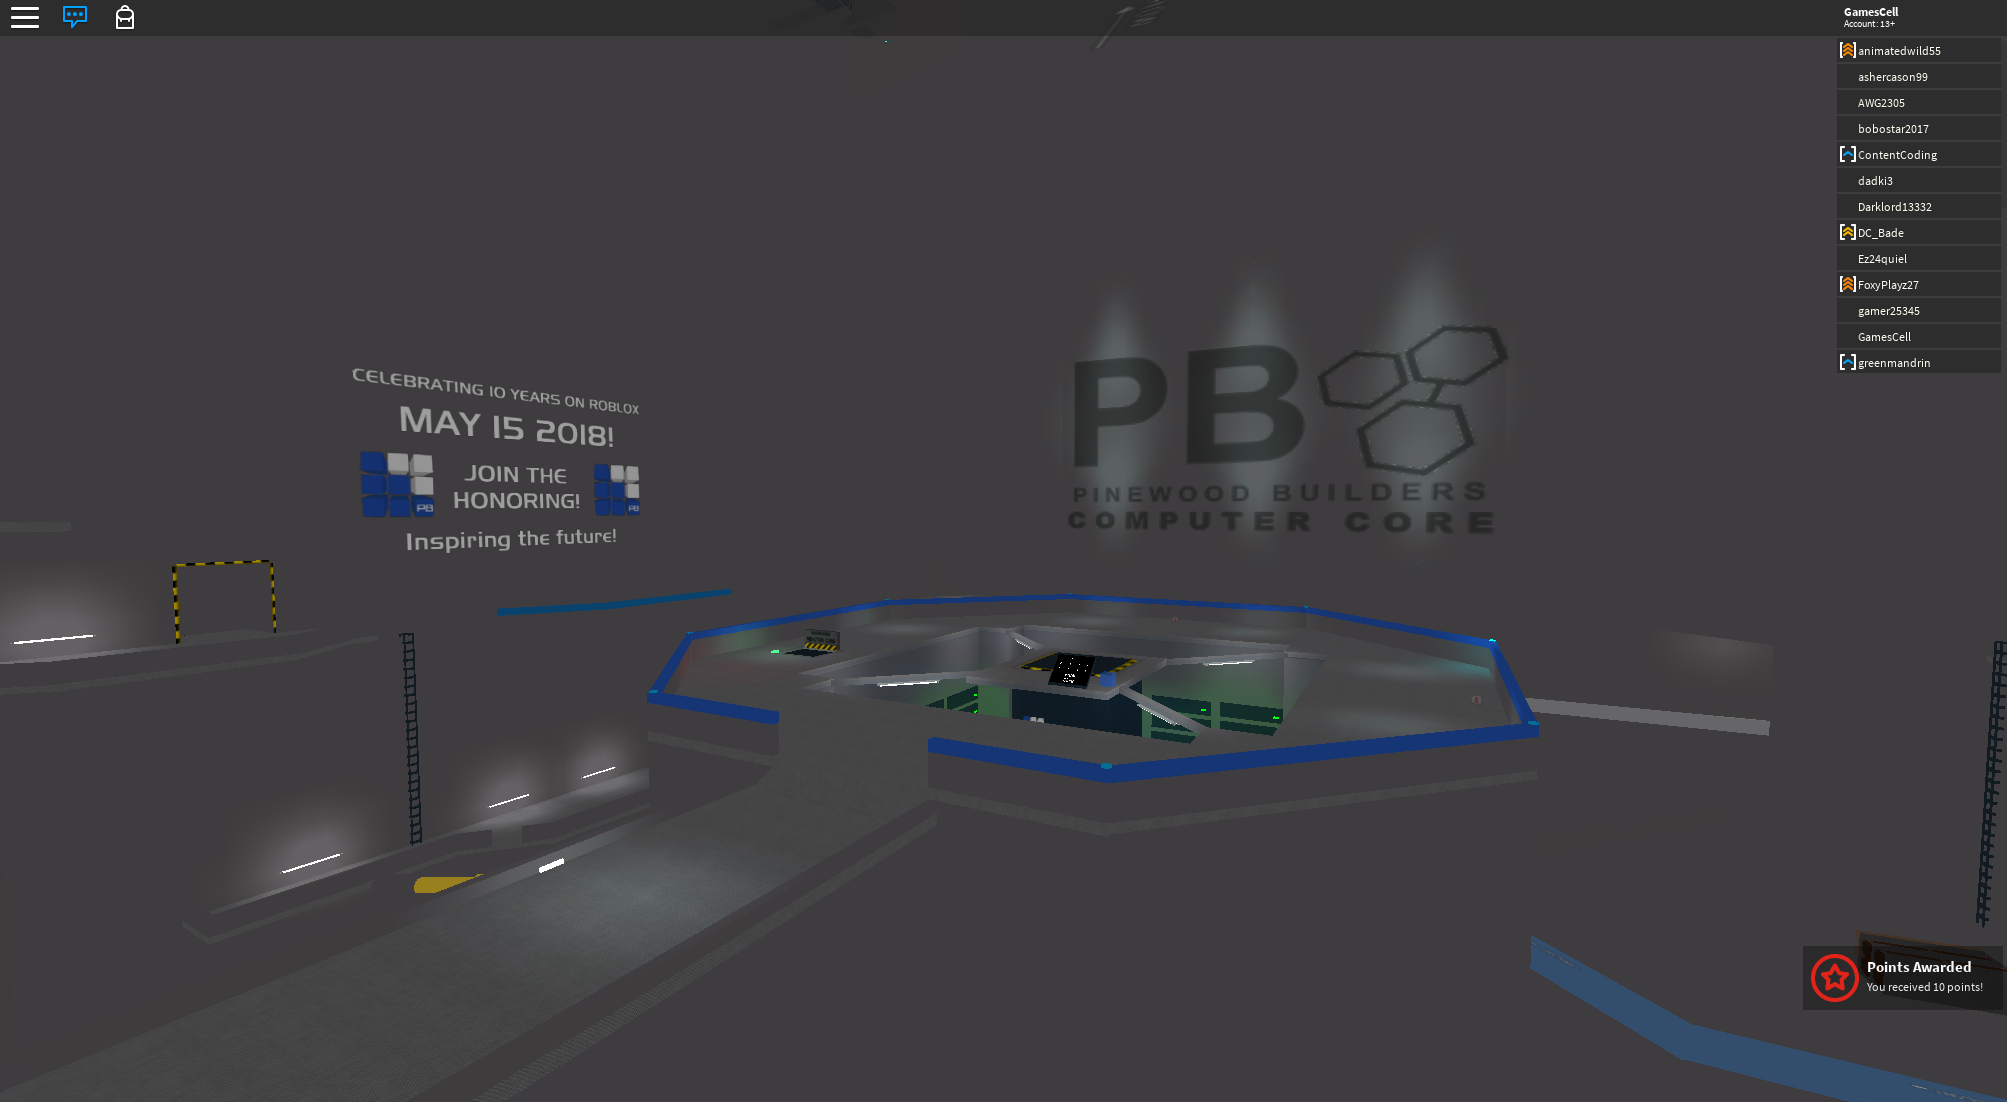 GamesCell
Account: 13+
animatedwild55
ashercason99
AWG2305
bobostar2017
ContentCoding
dadki3
Darklord13332
DC_Bade
Ez24quiel
FoxyPlayz27
gamer25345
GamesCell
greenmandrin
CELEBRATING 10 YEARS ON ROBLOX
MAY 15 2018!
JOIN THE
HONORING!
PB
PB
Inspiring the future!
PB
PINEWOOD BUILDERS
COMPUTER CORE
Points Awarded
You received 10 points!